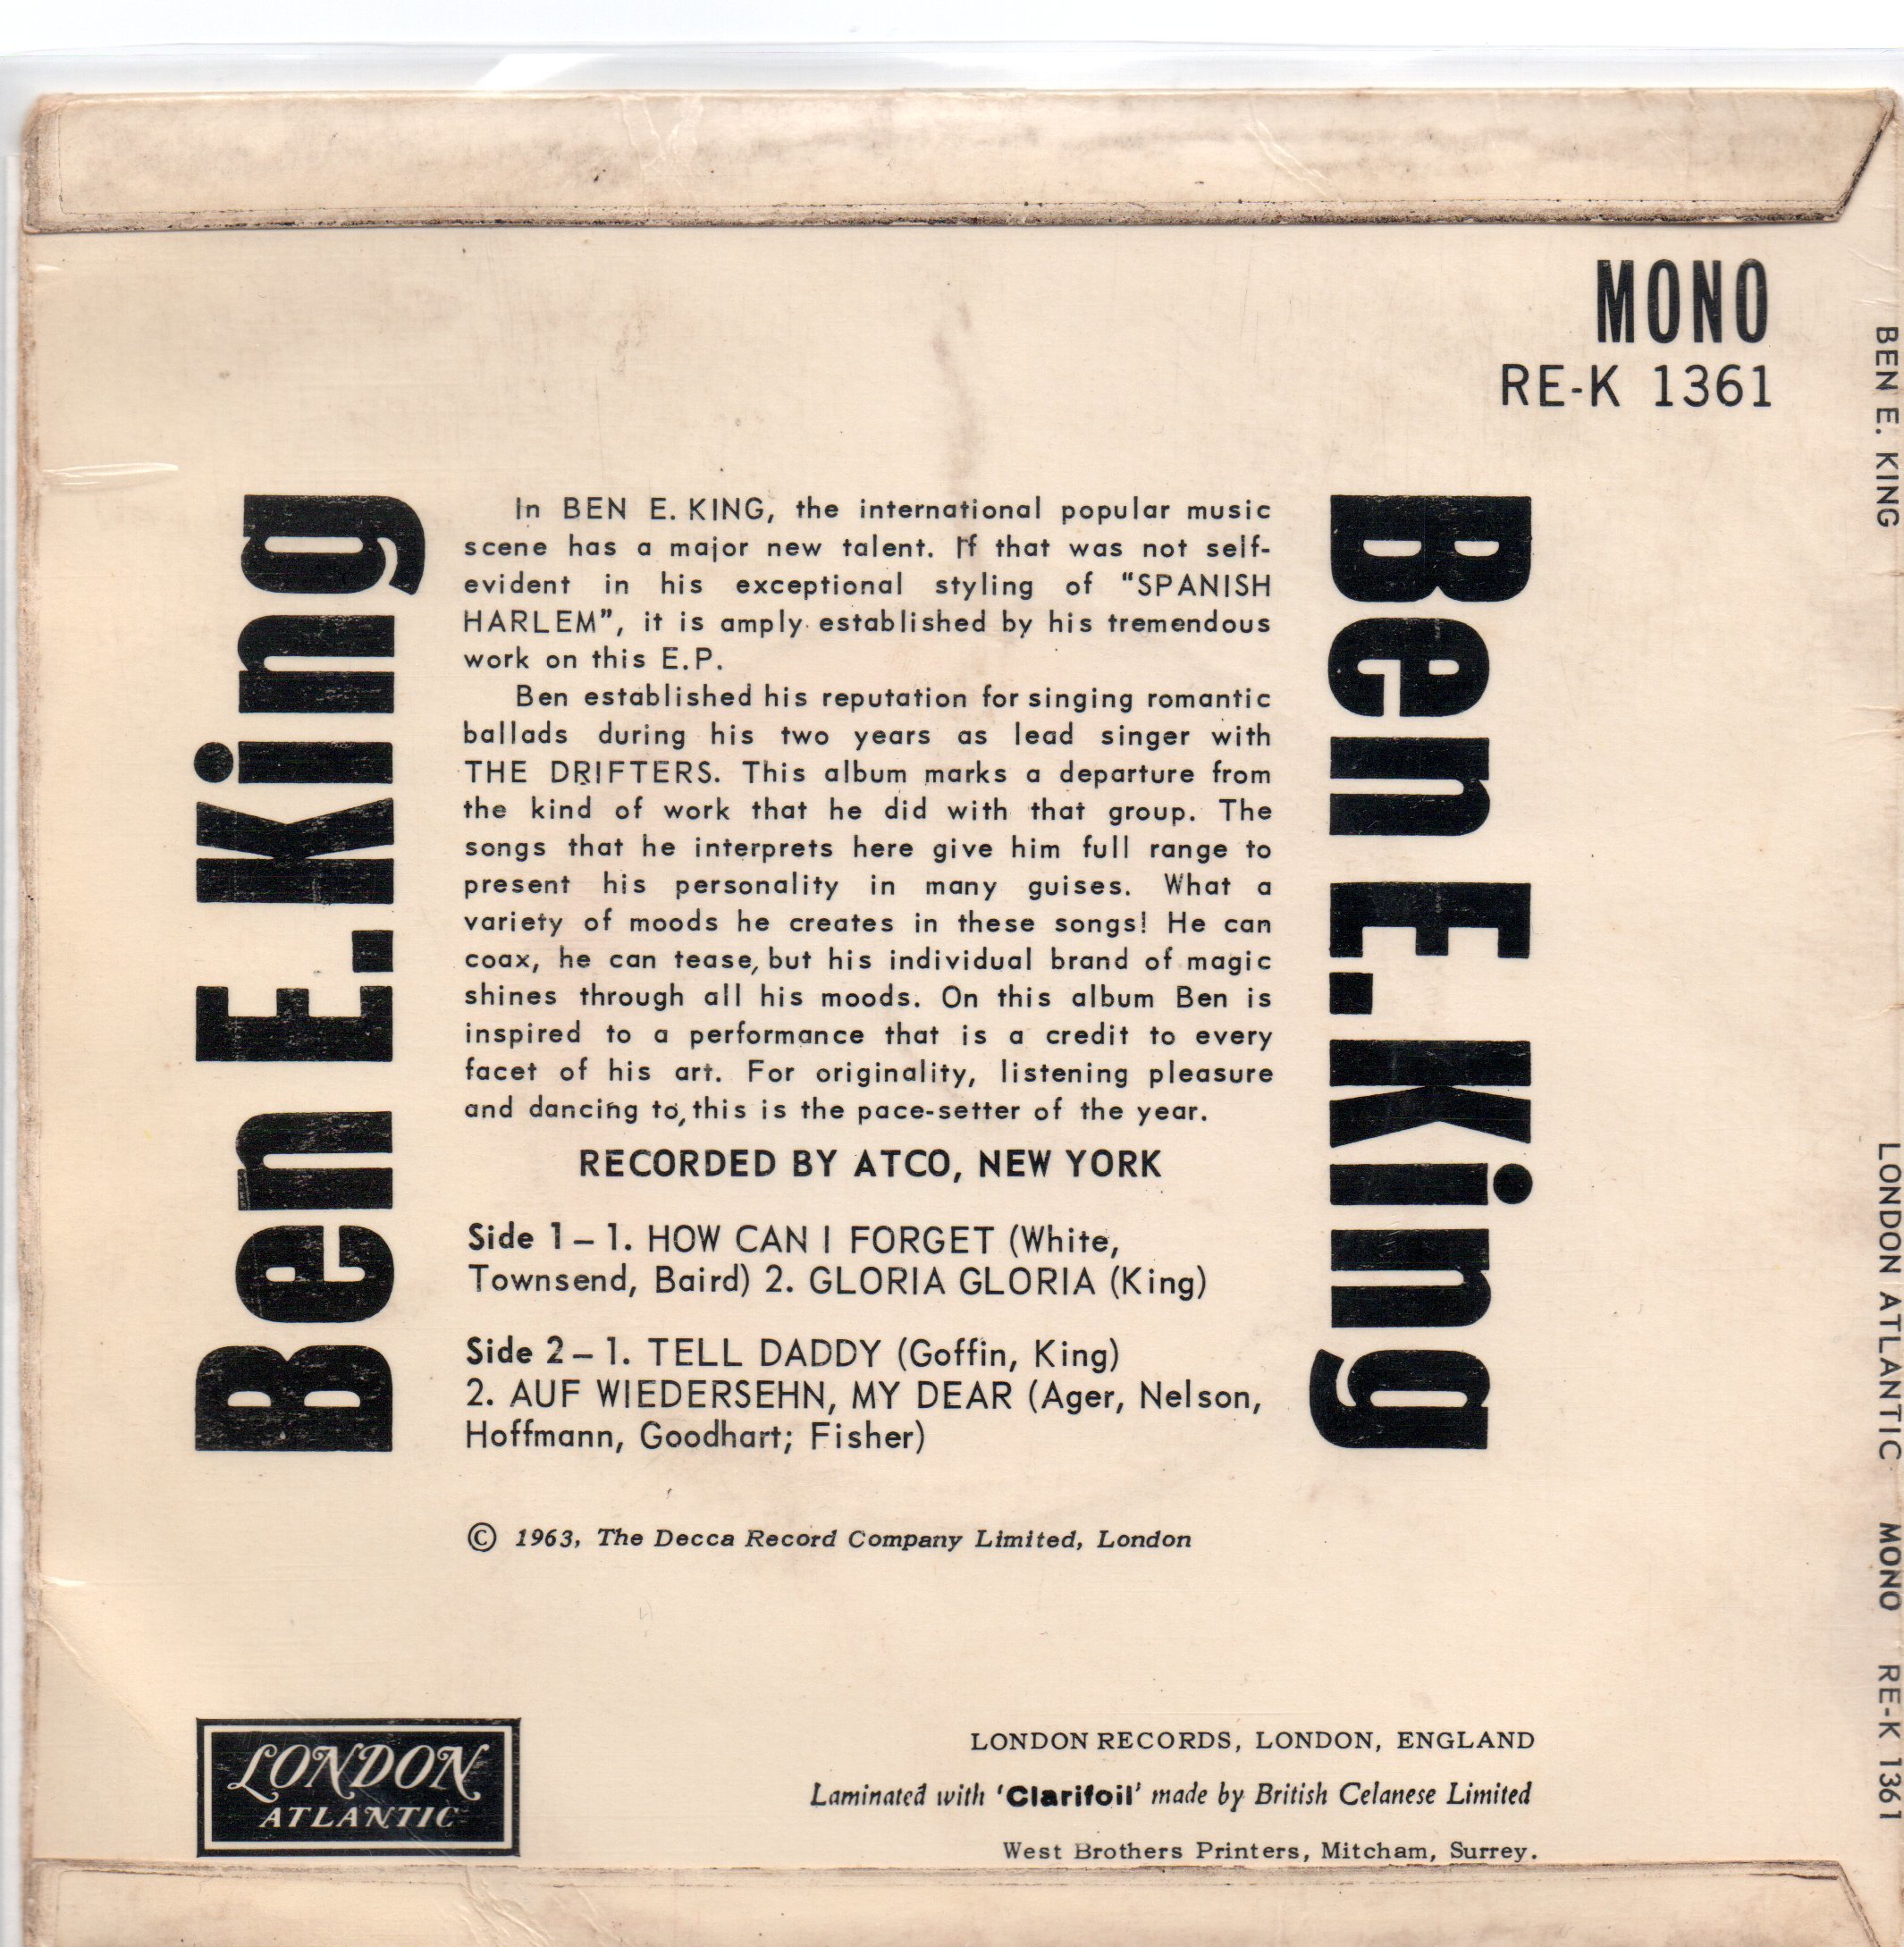 MONO
RE-K 1361
Ben E. King
In BEN E. KING, the international popular music
scene has a major new talent. If that was not self-
evident in his exceptional styling of “SPANISH
HARLEM”, it is amply established by his tremendous
work on this E.P.
Ben established his reputation for singing romantic
ballads during his two years as lead singer with
THE DRIFTERS. This album marks a departure from
the kind of work that he did with that group. The
songs that he interprets here give him full range to
present his personality in many guises. What a
variety of moods he creates in these songs! He can
coax, he can tease, but his individual brand of magic
shines through all his moods. On this album Ben is
inspired to a performance that is a credit to every
facet of his art. For originality, listening pleasure
and dancing to, this is the pace-setter of the year.
RECORDED BY ATCO, NEW YORK
Side 1 – 1. HOW CAN I FORGET (White,
Townsend, Baird) 2. GLORIA GLORIA (King)
Side 2 – 1. TELL DADDY (Goffin, King)
2. AUF WIEDERSEHN, MY DEAR (Ager, Nelson,
Hoffmann, Goodhart; Fisher)
© 1963, The Decca Record Company Limited, London
Ben E. King
LONDON
ATLANTIC
LONDON RECORDS, LONDON, ENGLAND
Laminated with ‘Clarifoil’ made by British Celanese Limited
West Brothers Printers, Mitcham, Surrey.
BEN E. KING LONDON ATLANTIC MONO RE-K 1361